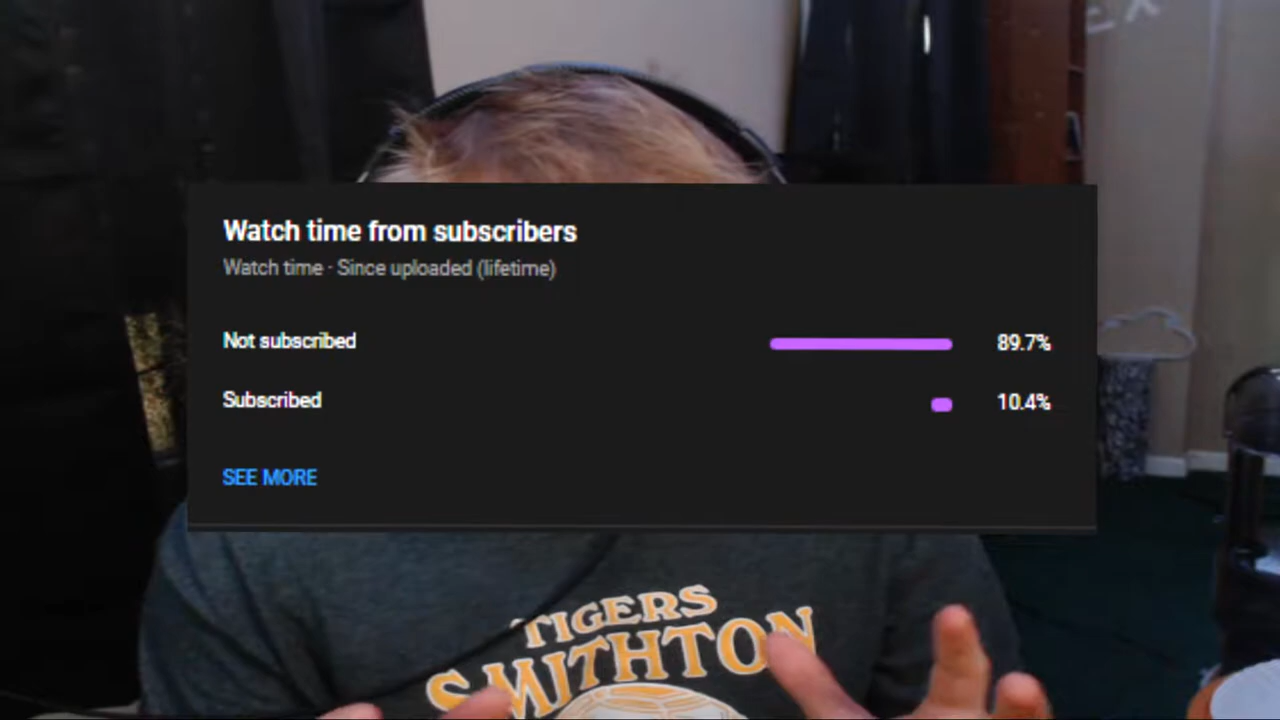 Watch time from subscribers
Watch time · Since uploaded (lifetime)
Not subscribed 89.7%
Subscribed 10.4%
SEE MORE
TIGERS
SMITHTON